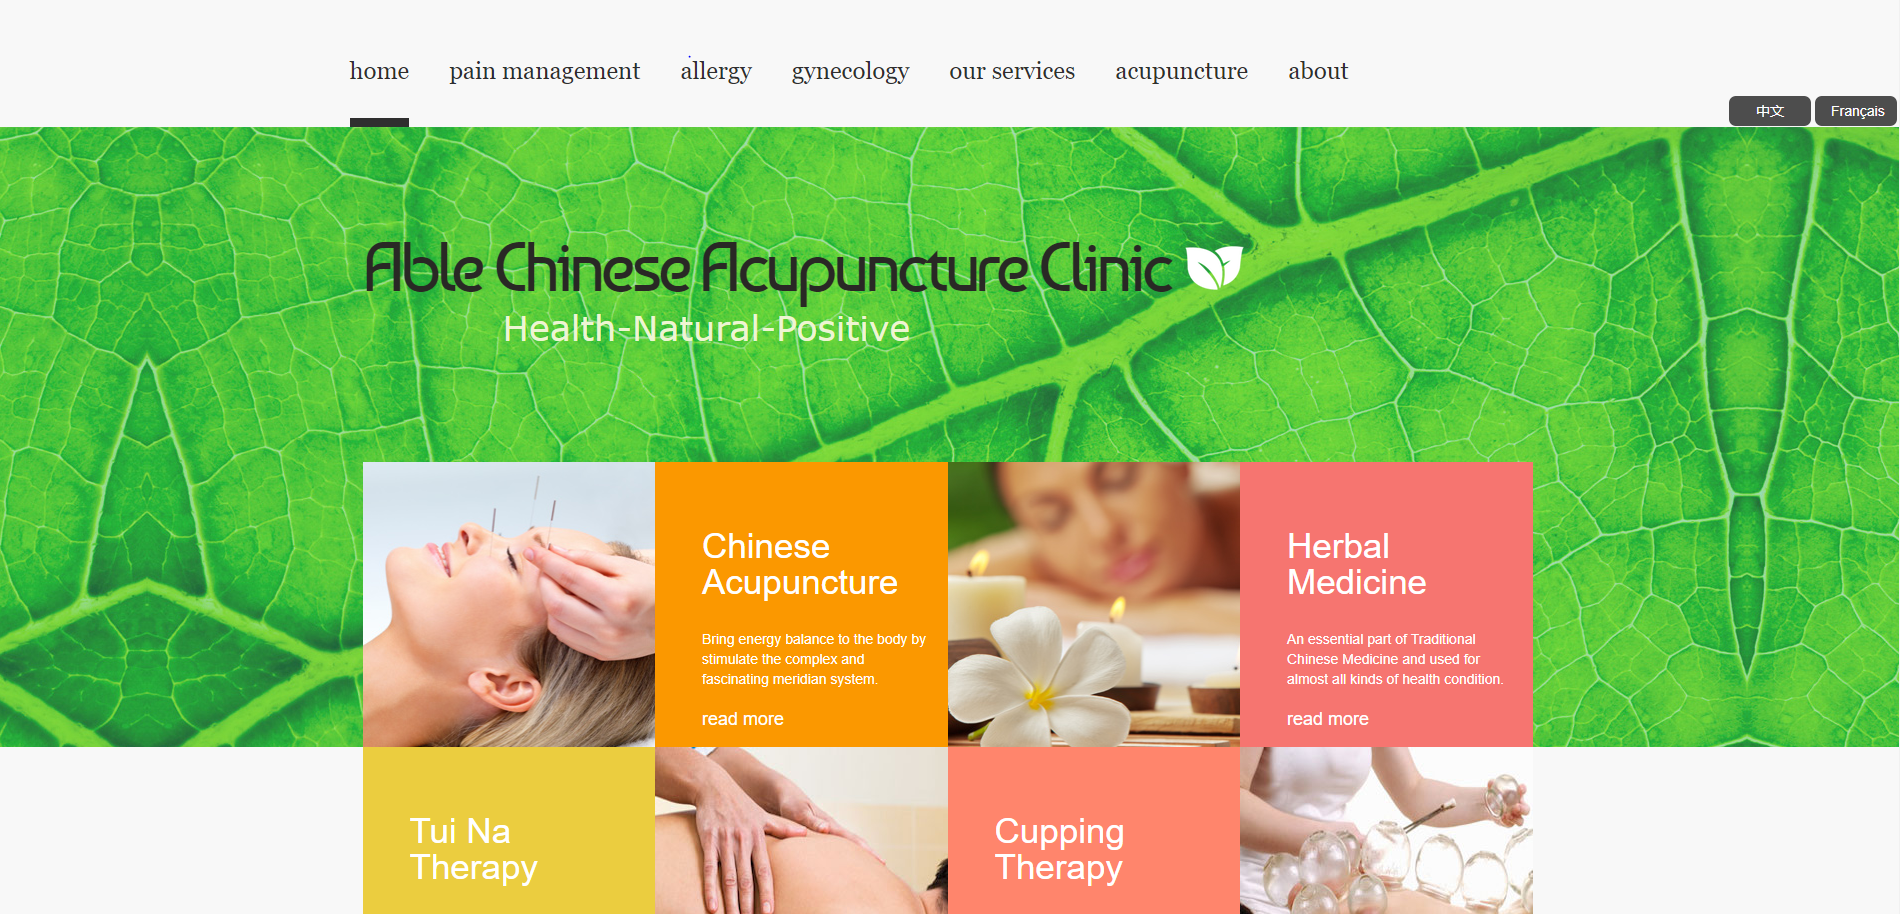 home pain management allergy gynecology our services acupuncture about
中文 Français
Able Chinese Acupuncture Clinic
Health-Natural-Positive
Chinese
Acupuncture
Bring energy balance to the body by
stimulate the complex and
fascinating meridian system.
read more
Herbal
Medicine
An essential part of Traditional
Chinese Medicine and used for
almost all kinds of health condition.
read more
Tui Na
Therapy
Cupping
Therapy